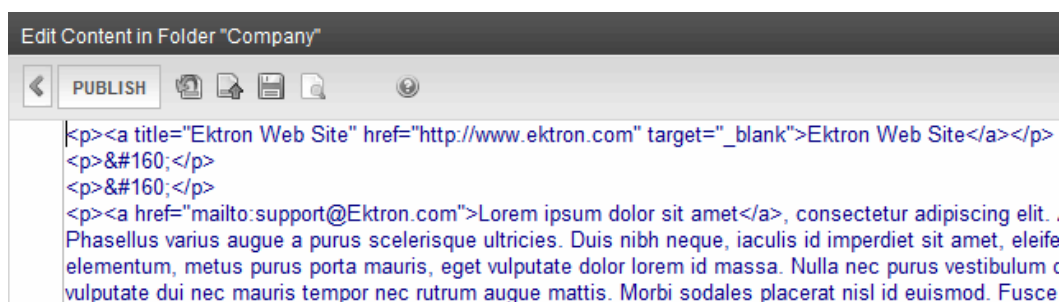 Edit Content in Folder "Company"
PUBLISH
<p><a title="Ektron Web Site" href="http://www.ektron.com" target="_blank">Ektron Web Site</a></p>
<p>&#160;</p>
<p>&#160;</p>
<p><a href="mailto:support@Ektron.com">Lorem ipsum dolor sit amet</a>, consectetur adipiscing elit.
Phasellus varius augue a purus scelerisque ultricies. Duis nibh neque, iaculis id imperdiet sit amet,
elementum, metus purus porta mauris, eget vulputate dolor lorem id massa. Nulla nec purus vestibulum
vulputate dui nec mauris tempor nec rutrum augue mattis. Morbi sodales placerat nisl id euismod. Fusce